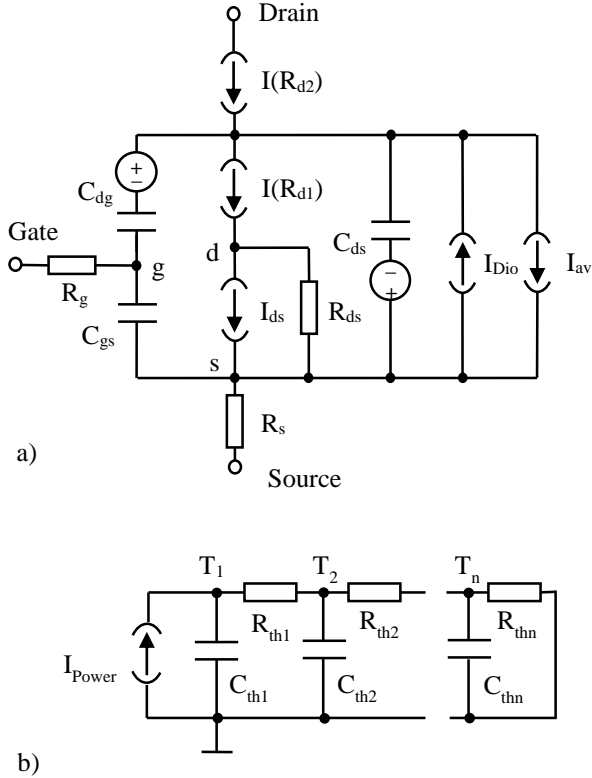 Drain
I(Rd2)
+
−
Cdg
I(Rd1)
Gate
g
d
Cds
−
+
IDio
Iav
Rg
Cgs
Ids
Rds
s
Rs
a)
Source
T1
T2
Tn
Rth1
Rth2
Rthn
IPower
Cth1
Cth2
Cthn
b)